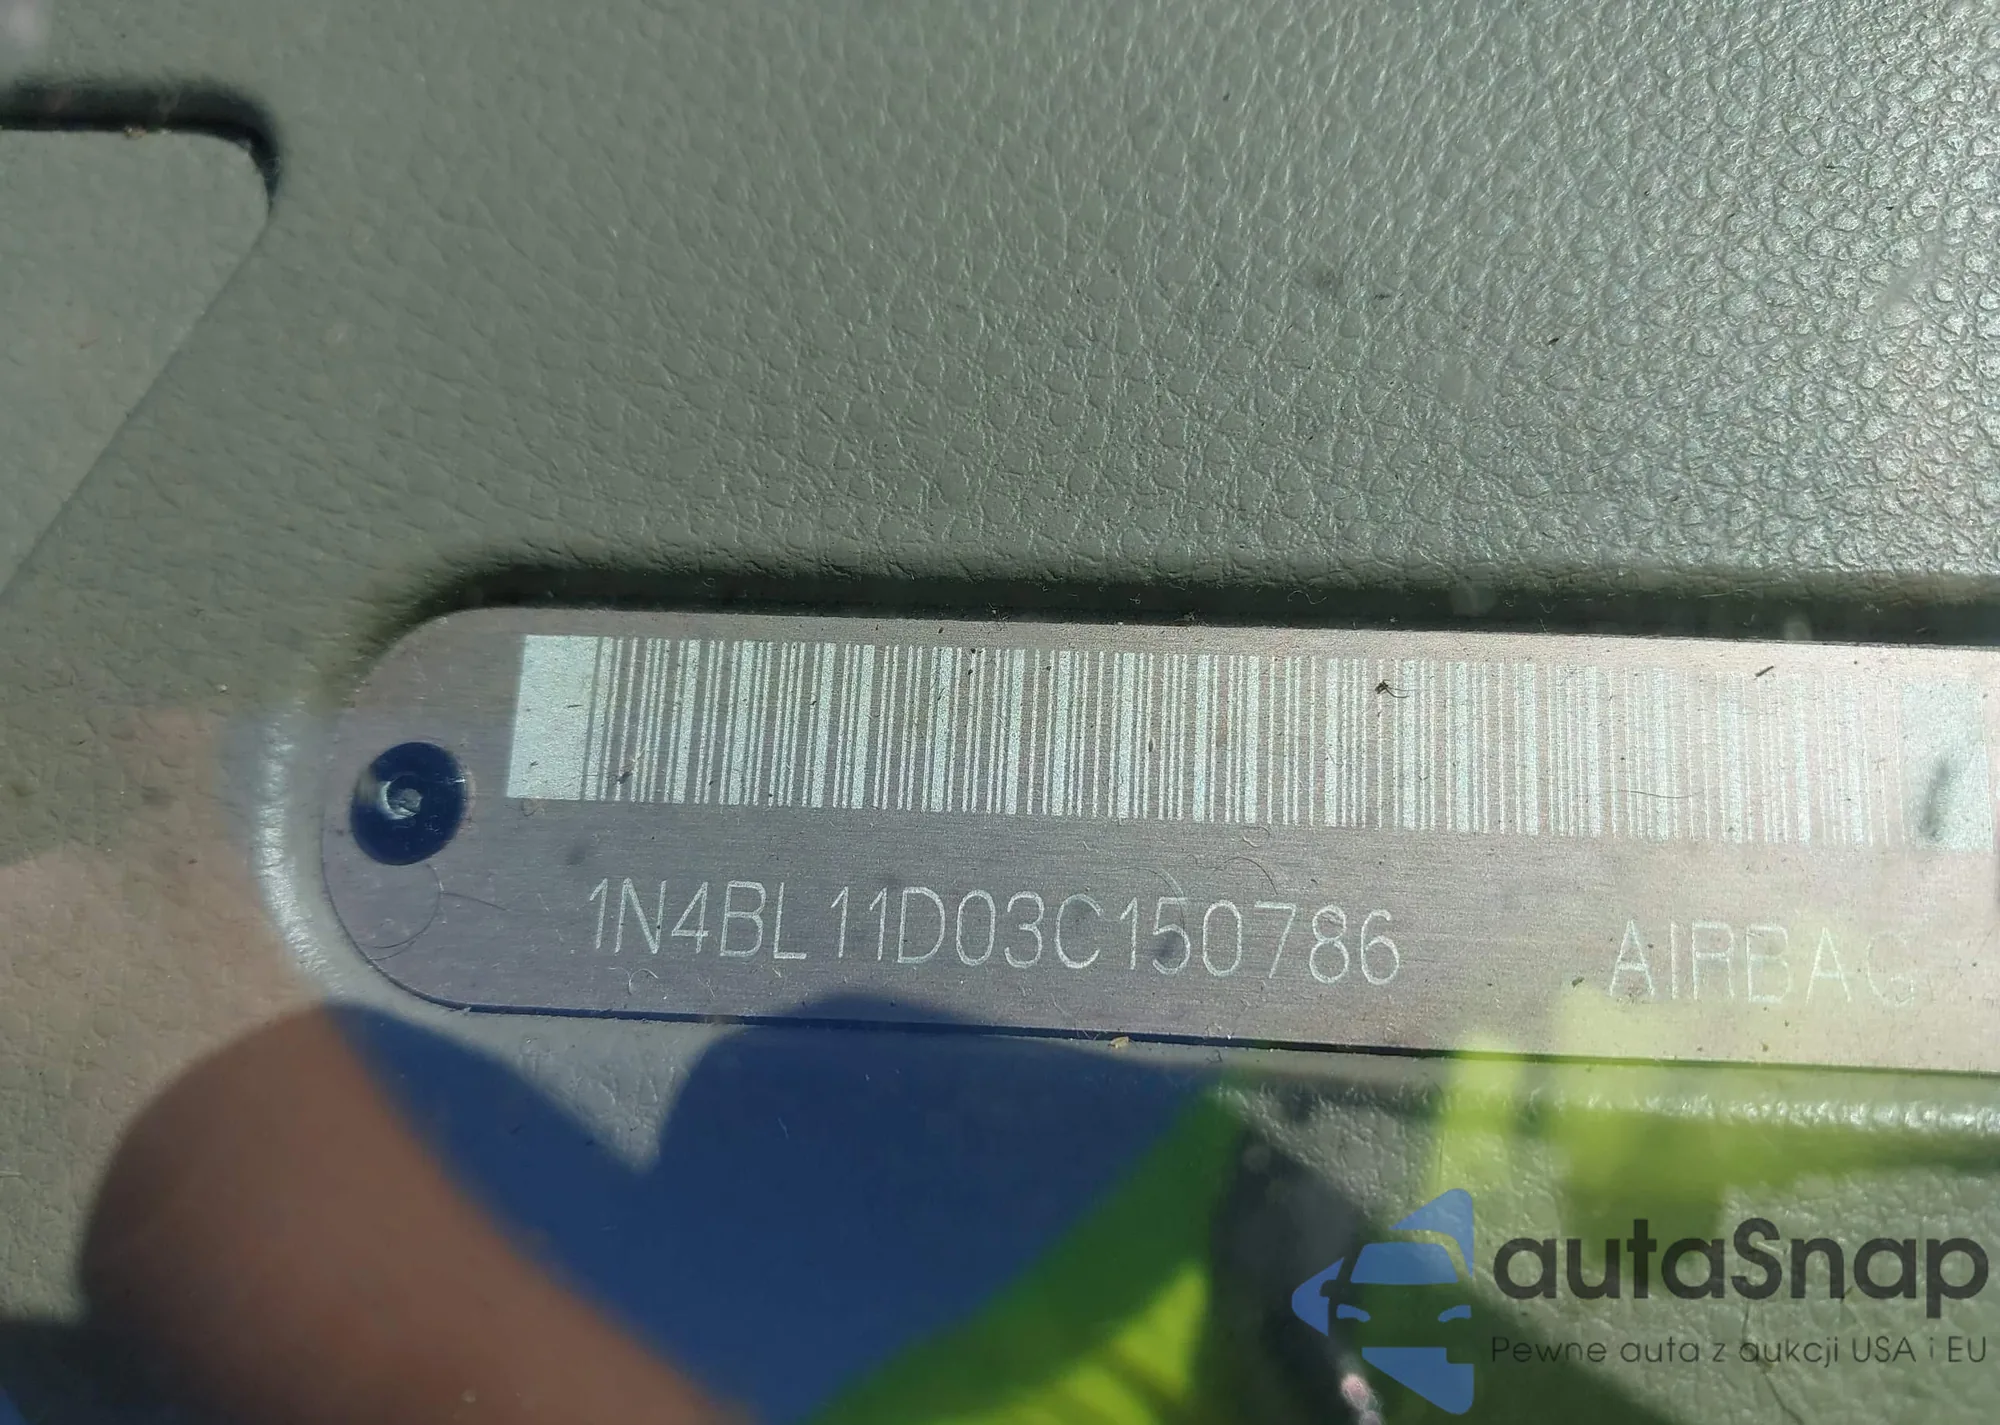 1N4BL11D03C150786 AIRBAG
autaSnap
Pewne auta z aukcji USA i EU